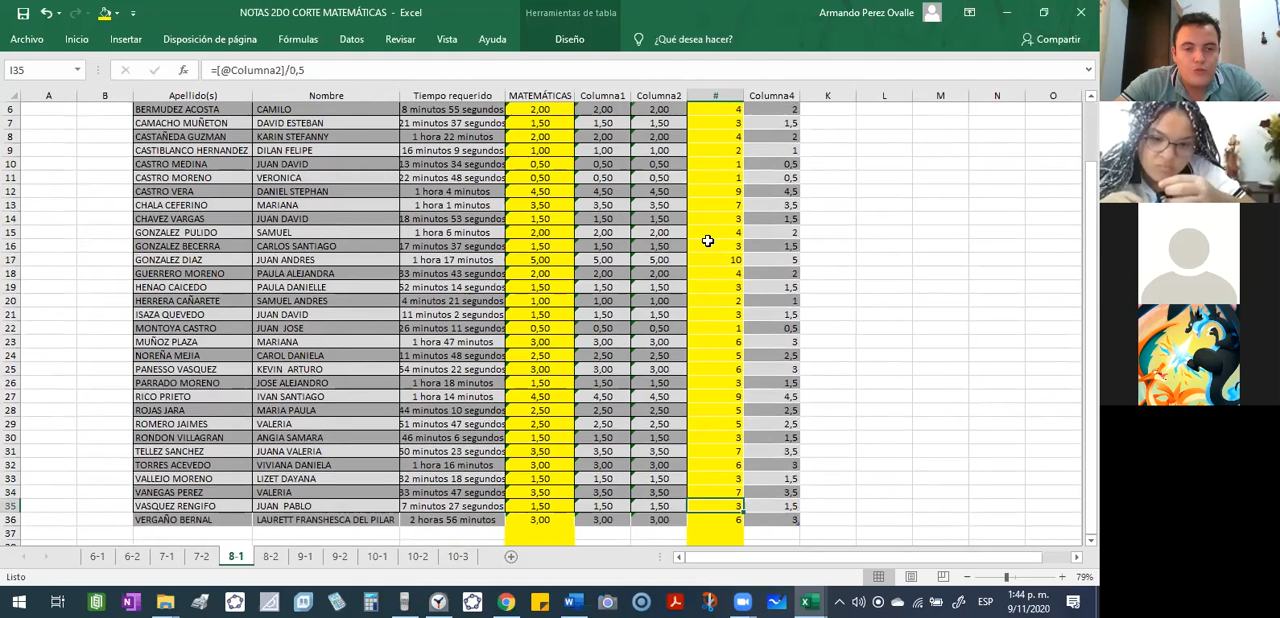 NOTAS 2DO CORTE MATEMÁTICAS - Excel
Herramientas de tabla
Armando Perez Ovalle
Archivo Inicio Insertar Disposición de página Fórmulas Datos Revisar Vista Ayuda Diseño ¿Qué desea hacer? Compartir
I35 fx =[@Columna2]/0,5
A B Apellido(s) Nombre Tiempo requerido MATEMÁTICAS Columna1 Columna2 # Columna4 K L M N O
6 BERMUDEZ ACOSTA CAMILO 8 minutos 55 segundos 2,00 2,00 2,00 4 2
7 CAMACHO MUÑETON DAVID ESTEBAN 21 minutos 37 segundos 1,50 1,50 1,50 3 1,5
8 CASTAÑEDA GUZMAN KARIN STEFANNY 1 hora 22 minutos 2,00 2,00 2,00 4 2
9 CASTIBLANCO HERNANDEZ DILAN FELIPE 16 minutos 9 segundos 1,00 1,00 1,00 2 1
10 CASTRO MEDINA JUAN DAVID 13 minutos 34 segundos 0,50 0,50 0,50 1 0,5
11 CASTRO MORENO VERONICA 22 minutos 48 segundos 0,50 0,50 0,50 1 0,5
12 CASTRO VERA DANIEL STEPHAN 1 hora 4 minutos 4,50 4,50 4,50 9 4,5
13 CHALA CEFERINO MARIANA 1 hora 1 minutos 3,50 3,50 3,50 7 3,5
14 CHAVEZ VARGAS JUAN DAVID 18 minutos 53 segundos 1,50 1,50 1,50 3 1,5
15 GONZALEZ PULIDO SAMUEL 1 hora 6 minutos 2,00 2,00 2,00 4 2
16 GONZALEZ BECERRA CARLOS SANTIAGO 17 minutos 37 segundos 1,50 1,50 1,50 3 1,5
17 GONZALEZ DIAZ JUAN ANDRES 1 hora 17 minutos 5,00 5,00 5,00 10 5
18 GUERRERO MORENO PAULA ALEJANDRA 33 minutos 43 segundos 2,00 2,00 2,00 4 2
19 HENAO CAICEDO PAULA DANIELLE 52 minutos 14 segundos 1,50 1,50 1,50 3 1,5
20 HERRERA CAÑARETE SAMUEL ANDRES 4 minutos 21 segundos 1,00 1,00 1,00 2 1
21 ISAZA QUEVEDO JUAN DAVID 11 minutos 2 segundos 1,50 1,50 1,50 3 1,5
22 MONTOYA CASTRO JUAN JOSE 26 minutos 11 segundos 0,50 0,50 0,50 1 0,5
23 MUÑOZ PLAZA MARIANA 1 hora 47 minutos 3,00 3,00 3,00 6 3
24 NOREÑA MEJIA CAROL DANIELA 11 minutos 48 segundos 2,50 2,50 2,50 5 2,5
25 PANESSO VASQUEZ KEVIN ARTURO 54 minutos 22 segundos 3,00 3,00 3,00 6 3
26 PARRADO MORENO JOSE ALEJANDRO 1 hora 18 minutos 1,50 1,50 1,50 3 1,5
27 RICO PRIETO IVAN SANTIAGO 1 hora 14 minutos 4,50 4,50 4,50 9 4,5
28 ROJAS JARA MARIA PAULA 44 minutos 10 segundos 2,50 2,50 2,50 5 2,5
29 ROMERO JAIMES VALERIA 51 minutos 47 segundos 2,50 2,50 2,50 5 2,5
30 RONDON VILLAGRAN ANGIA SAMARA 46 minutos 6 segundos 1,50 1,50 1,50 3 1,5
31 TELLEZ SANCHEZ JUANA VALERIA 53 minutos 31 segundos 3,50 3,50 3,50 7 3,5
32 TORRES ACEVEDO VIVIANA DANIELA 1 hora 16 minutos 3,00 3,00 3,00 6 3
33 VALLEJO MORENO LIZET DAYANA 32 minutos 18 segundos 1,50 1,50 1,50 3 1,5
34 VANEGAS PEREZ VALERIA 33 minutos 47 segundos 3,50 3,50 3,50 7 3,5
35 VASQUEZ RENGIFO JUAN PABLO 7 minutos 27 segundos 1,50 1,50 1,50 3 1,5
36 VERGAÑO BERNAL LAURETT FRANSHESCA DEL PILAR 2 horas 56 minutos 3,00 3,00 3,00 6 3
37
6-1 6-2 7-1 7-2 8-1 8-2 9-1 9-2 10-1 10-2 10-3
Listo 79%
ESP 1:44 p. m.
9/11/2020